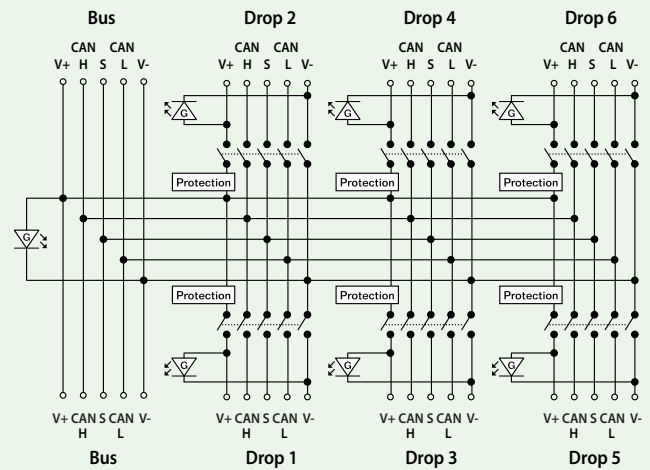 Bus Drop 2 Drop 4 Drop 6
CAN CAN CAN CAN CAN CAN CAN CAN
V+ H S L V- V+ H S L V- V+ H S L V- V+ H S L V-
G G G
Protection Protection Protection
G
Protection Protection Protection
G G G
V+ CAN S CAN V- V+ CAN S CAN V- V+ CAN S CAN V- V+ CAN S CAN V-
H L H L H L H L
Bus Drop 1 Drop 3 Drop 5